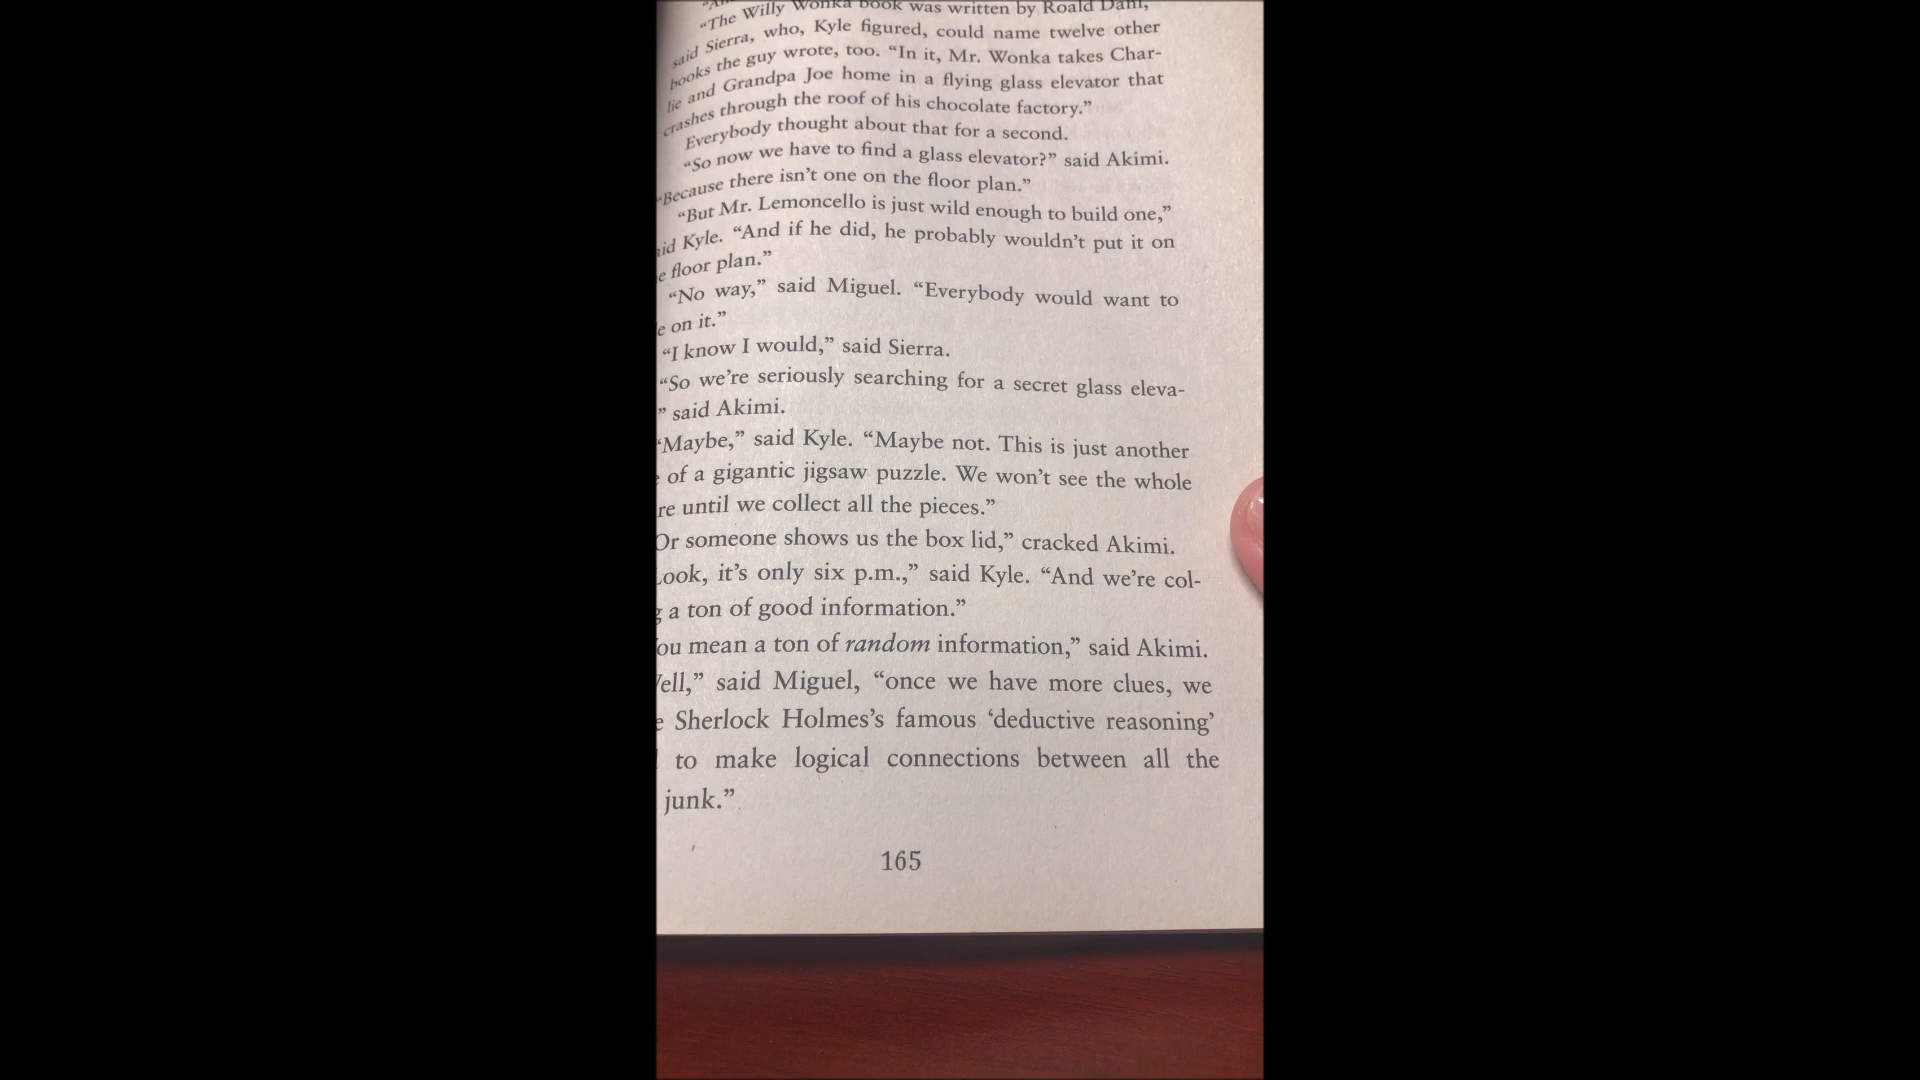 “The Willy Wonka book was written by Roald Dahl,”
said Sierra, who, Kyle figured, could name twelve other
books the guy wrote, too. “In it, Mr. Wonka takes Char-
lie and Grandpa Joe home in a flying glass elevator that
crashes through the roof of his chocolate factory.”
Everybody thought about that for a second.
“So now we have to find a glass elevator?” said Akimi.
“Because there isn’t one on the floor plan.”
“But Mr. Lemoncello is just wild enough to build one,”
said Kyle. “And if he did, he probably wouldn’t put it on
floor plan.”
“No way,” said Miguel. “Everybody would want to
on it.”
“I know I would,” said Sierra.
“So we’re seriously searching for a secret glass eleva-
” said Akimi.
“Maybe,” said Kyle. “Maybe not. This is just another
of a gigantic jigsaw puzzle. We won’t see the whole
re until we collect all the pieces.”
Or someone shows us the box lid,” cracked Akimi.
Look, it’s only six p.m.,” said Kyle. “And we’re col-
g a ton of good information.”
You mean a ton of random information,” said Akimi.
Well,” said Miguel, “once we have more clues, we
Sherlock Holmes’s famous ‘deductive reasoning’
to make logical connections between all the
junk.”
165